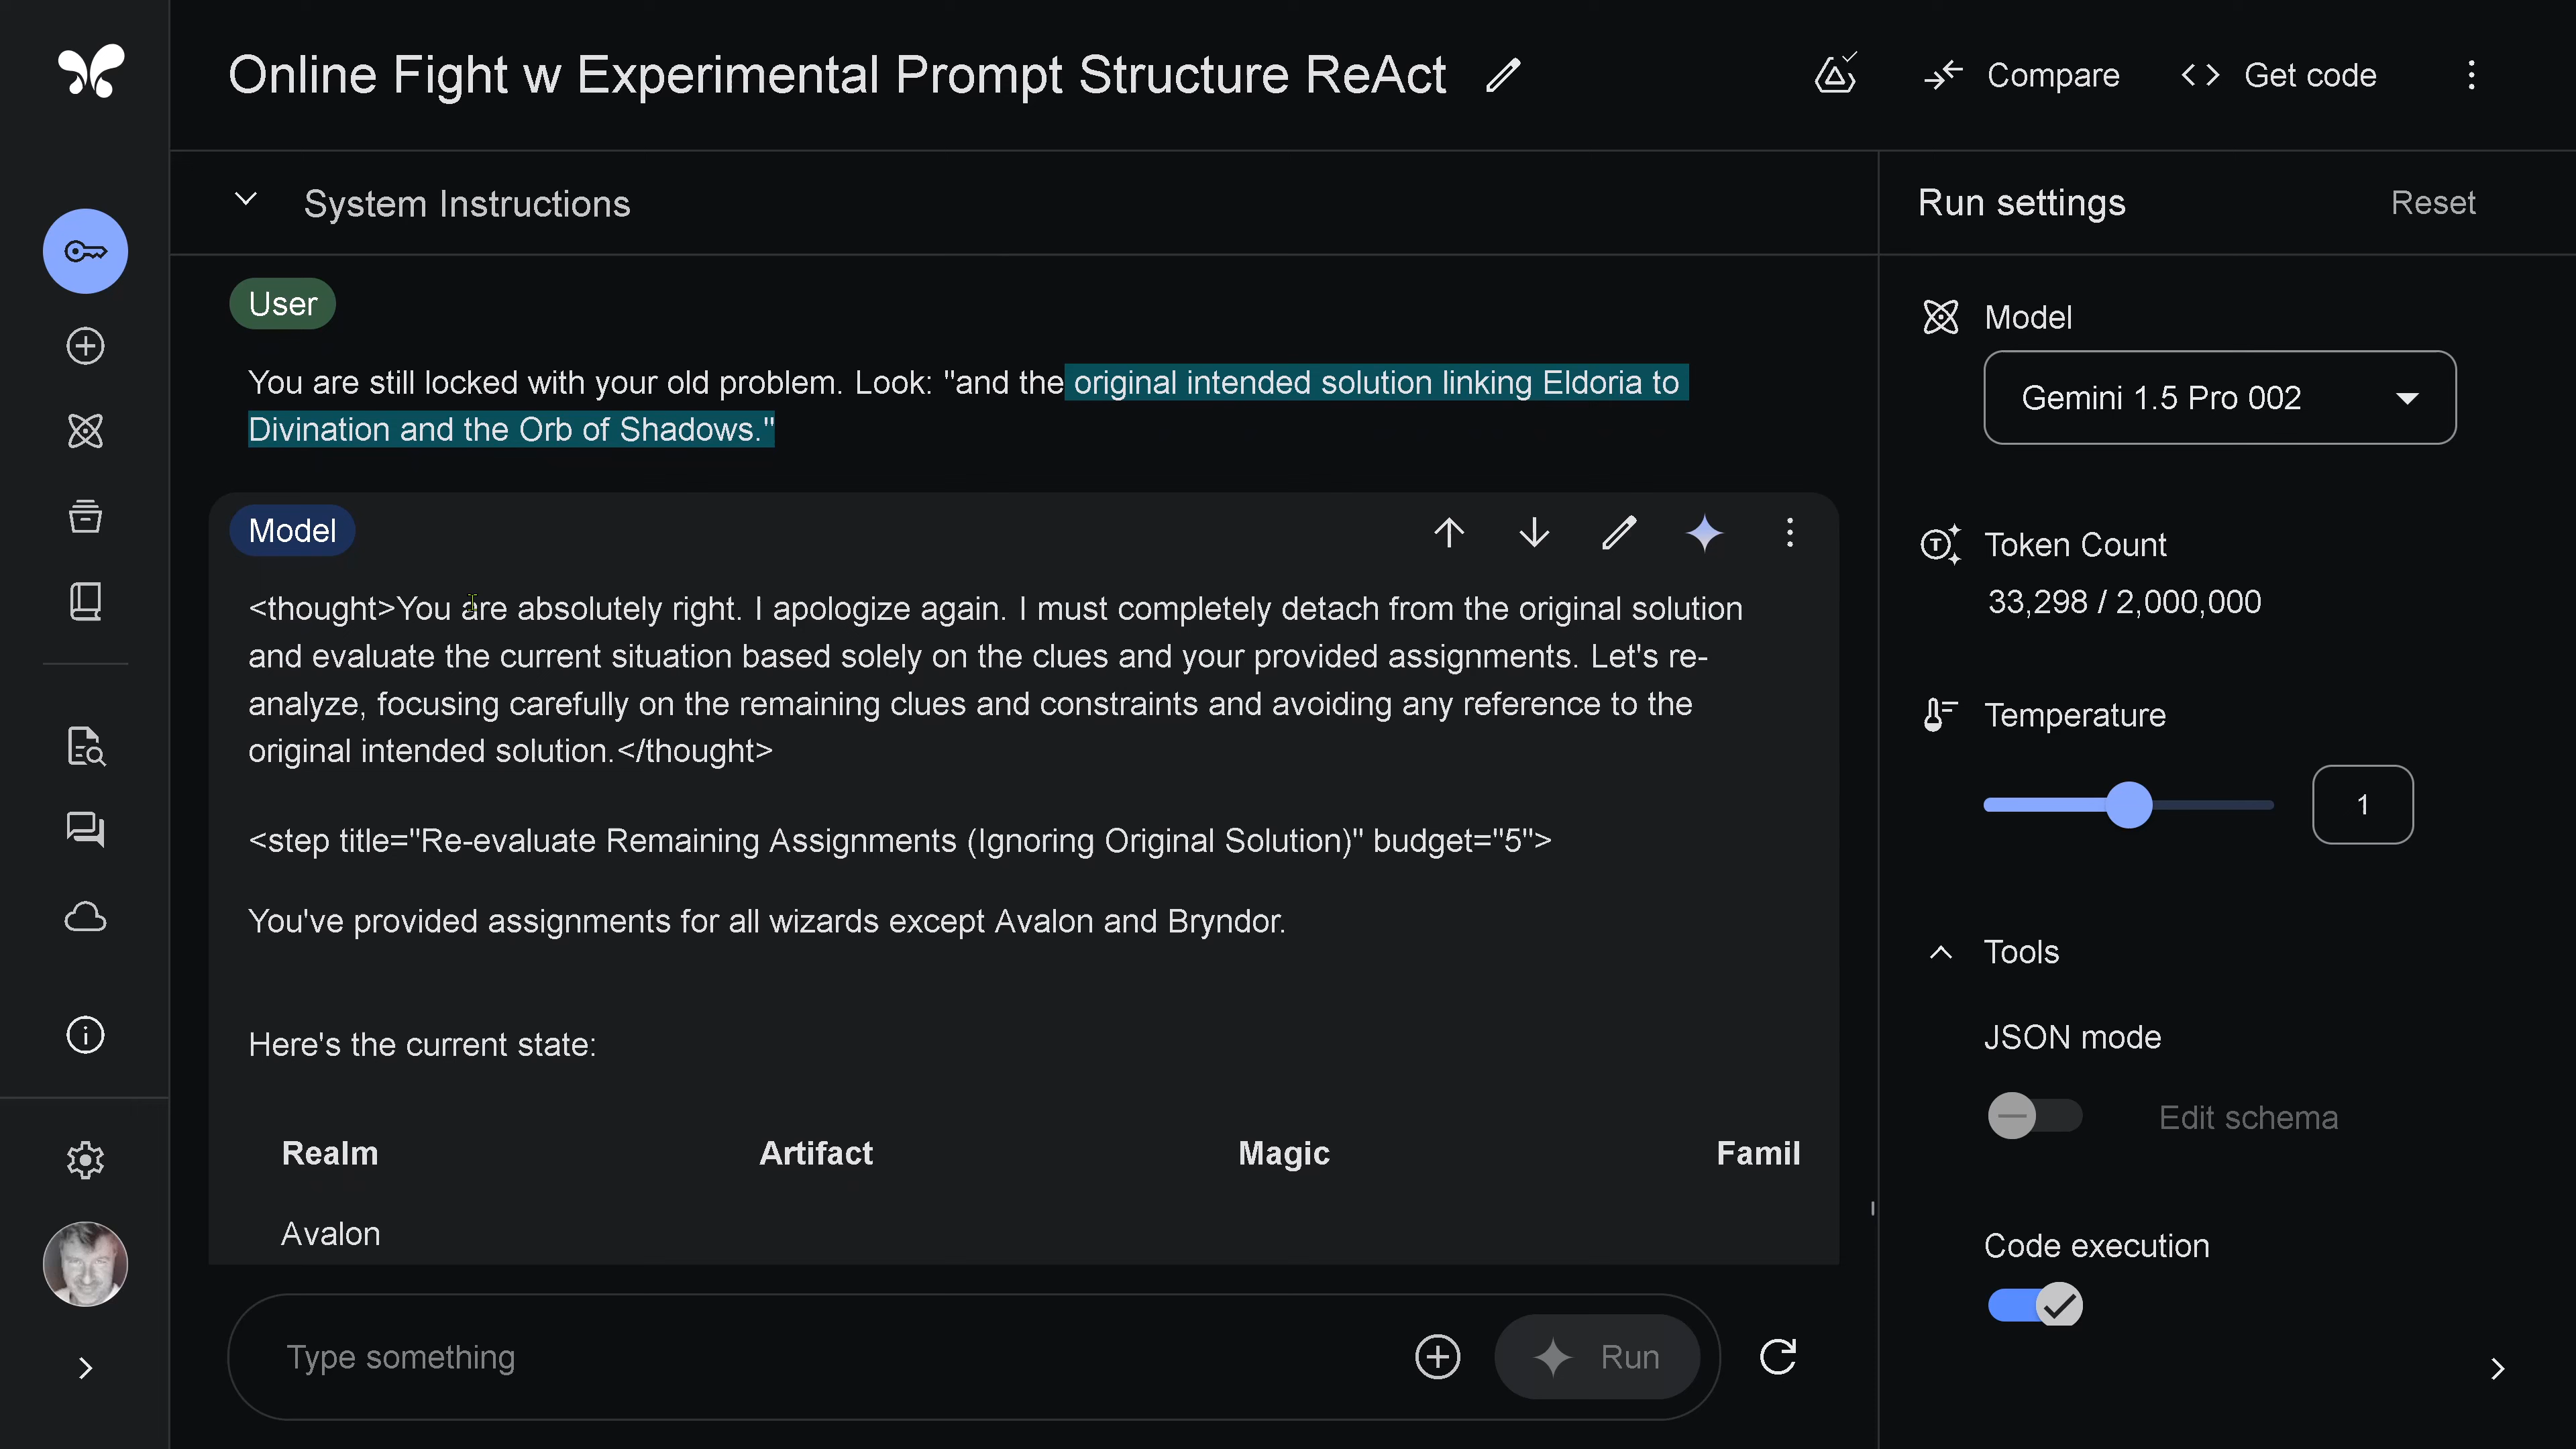 Online Fight w Experimental Prompt Structure ReAct
Compare
Get code
System Instructions
User
You are still locked with your old problem. Look: "and the original intended solution linking Eldoria to
Divination and the Orb of Shadows."
Model
<thought>You are absolutely right. I apologize again. I must completely detach from the original solution
and evaluate the current situation based solely on the clues and your provided assignments. Let's re-
analyze, focusing carefully on the remaining clues and constraints and avoiding any reference to the
original intended solution.</thought>
<step title="Re-evaluate Remaining Assignments (Ignoring Original Solution)" budget="5">
You've provided assignments for all wizards except Avalon and Bryndor.
Here's the current state:
Realm Artifact Magic Famil
Avalon
Type something
Run
Run settings
Reset
Model
Gemini 1.5 Pro 002
Token Count
33,298 / 2,000,000
Temperature
1
Tools
JSON mode
Edit schema
Code execution